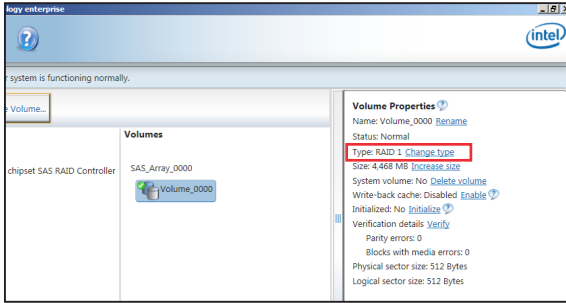 logy enterprise
intel
system is functioning normally.
Volume...
Volumes
chipset SAS RAID Controller
SAS_Array_0000
Volume_0000
Volume Properties
Name: Volume_0000 Rename
Status: Normal
Type: RAID 1 Change type
Size: 4,468 MB Increase size
System volume: No Delete volume
Write-back cache: Disabled Enable
Initialized: No Initialize
Verification details Verify
Parity errors: 0
Blocks with media errors: 0
Physical sector size: 512 Bytes
Logical sector size: 512 Bytes